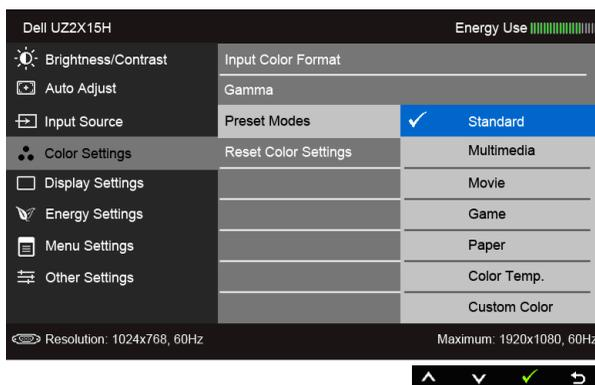 Dell UZ2X15H Energy Use
Brightness/Contrast Input Color Format
Auto Adjust Gamma
Input Source Preset Modes Standard
Color Settings Reset Color Settings Multimedia
Display Settings Movie
Energy Settings Game
Menu Settings Paper
Other Settings Color Temp.
Custom Color
Resolution: 1024x768, 60Hz Maximum: 1920x1080, 60Hz